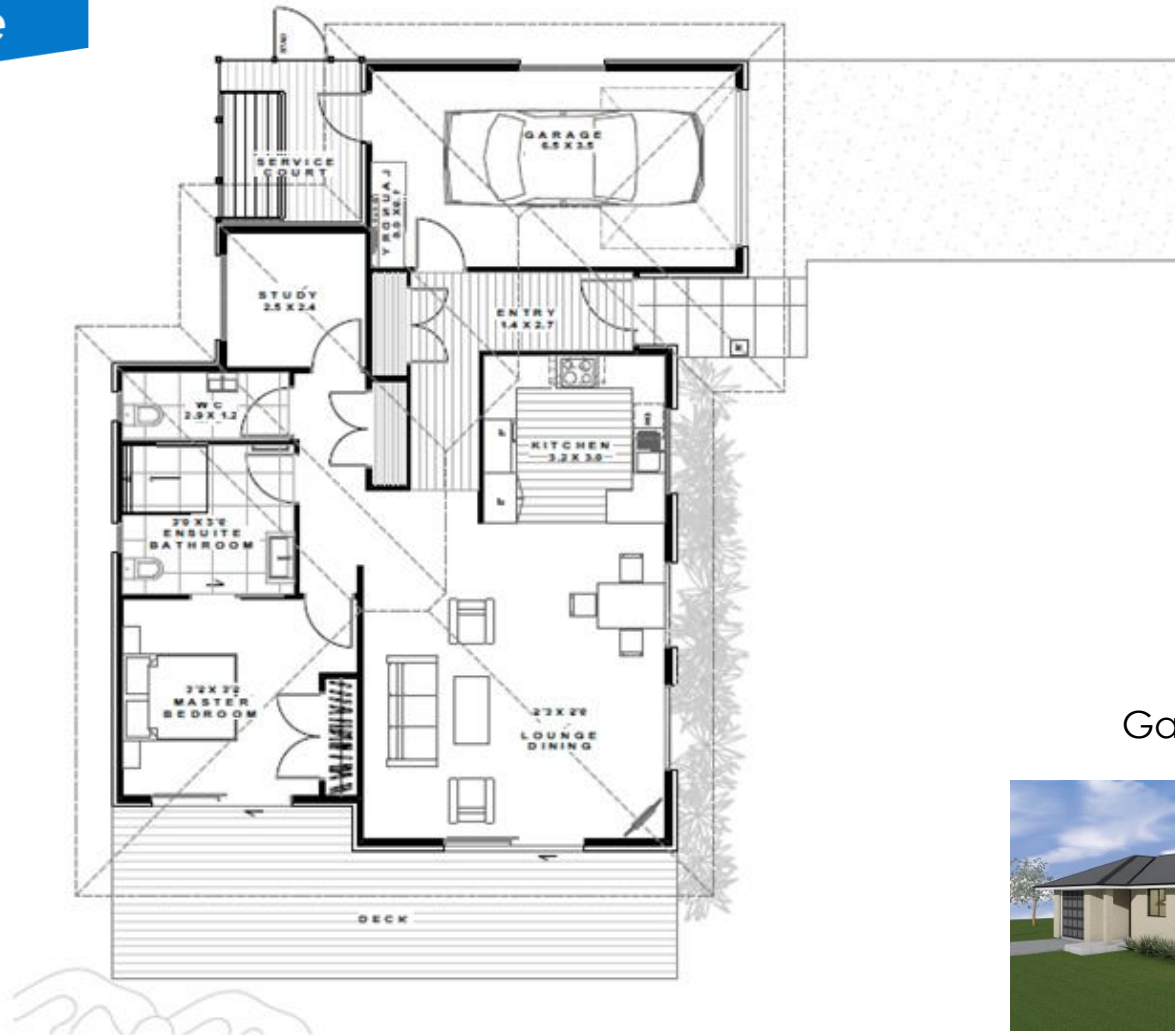 e
GARAGE
6.5 X 3.5
SERVICE
COURT
LAUNDRY
STUDY
2.5 X 2.4
ENTRY
1.4 X 2.7
WC
2.9 X 1.2
KITCHEN
3.2 X 3.0
ENSUITE
BATHROOM
MASTER
BEDROOM
LOUNGE
DINING
DECK
Ga